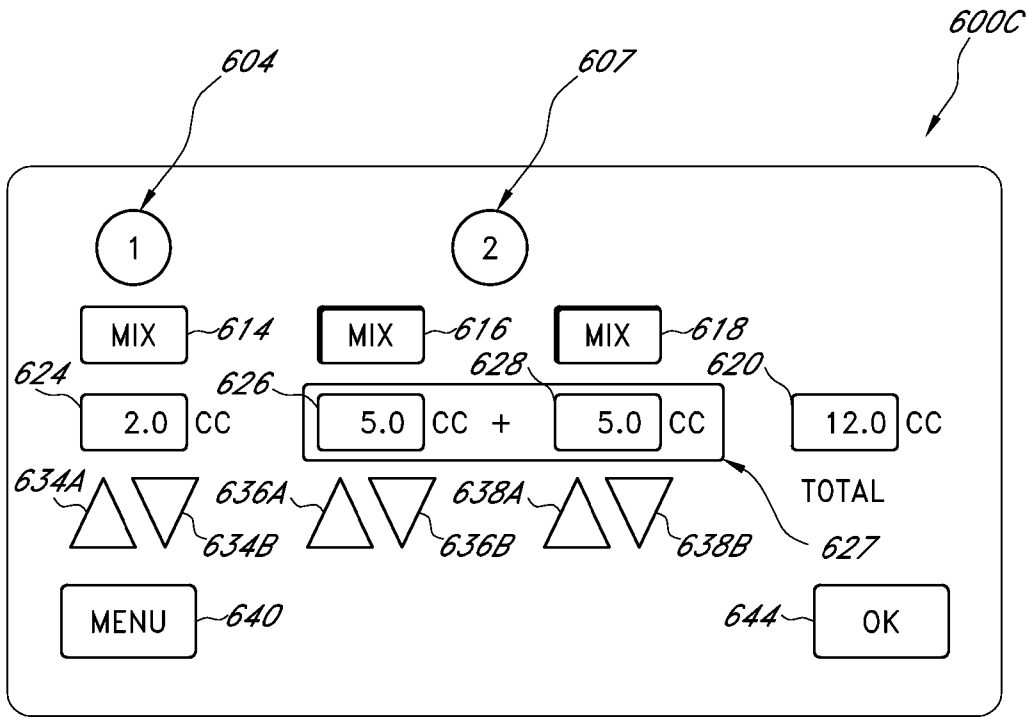 600C
604 607
1 2
MIX 614 MIX 616 MIX 618
624 626 628 620
2.0 CC 5.0 CC + 5.0 CC 12.0 CC
634A 636A 638A TOTAL
634B 636B 638B 627
MENU 640 644 OK